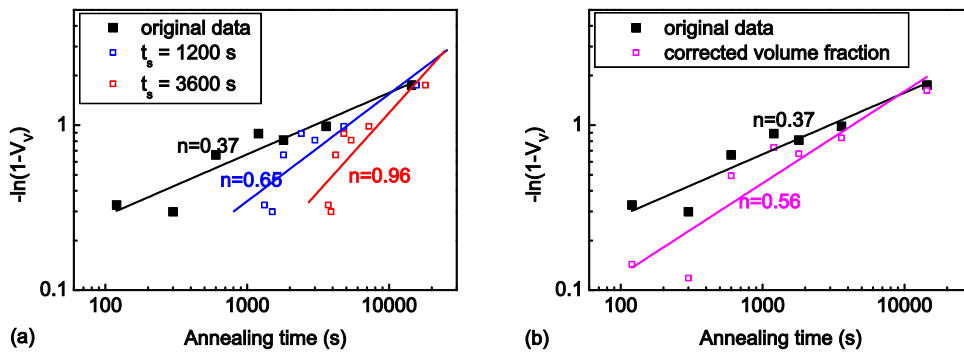 original data
t_s = 1200 s
t_s = 3600 s
1
0.1
-ln(1-V_V)
n=0.37
n=0.65
n=0.96
100
1000
10000
Annealing time (s)
(a)
original data
corrected volume fraction
1
0.1
-ln(1-V_V)
n=0.37
n=0.56
100
1000
10000
Annealing time (s)
(b)